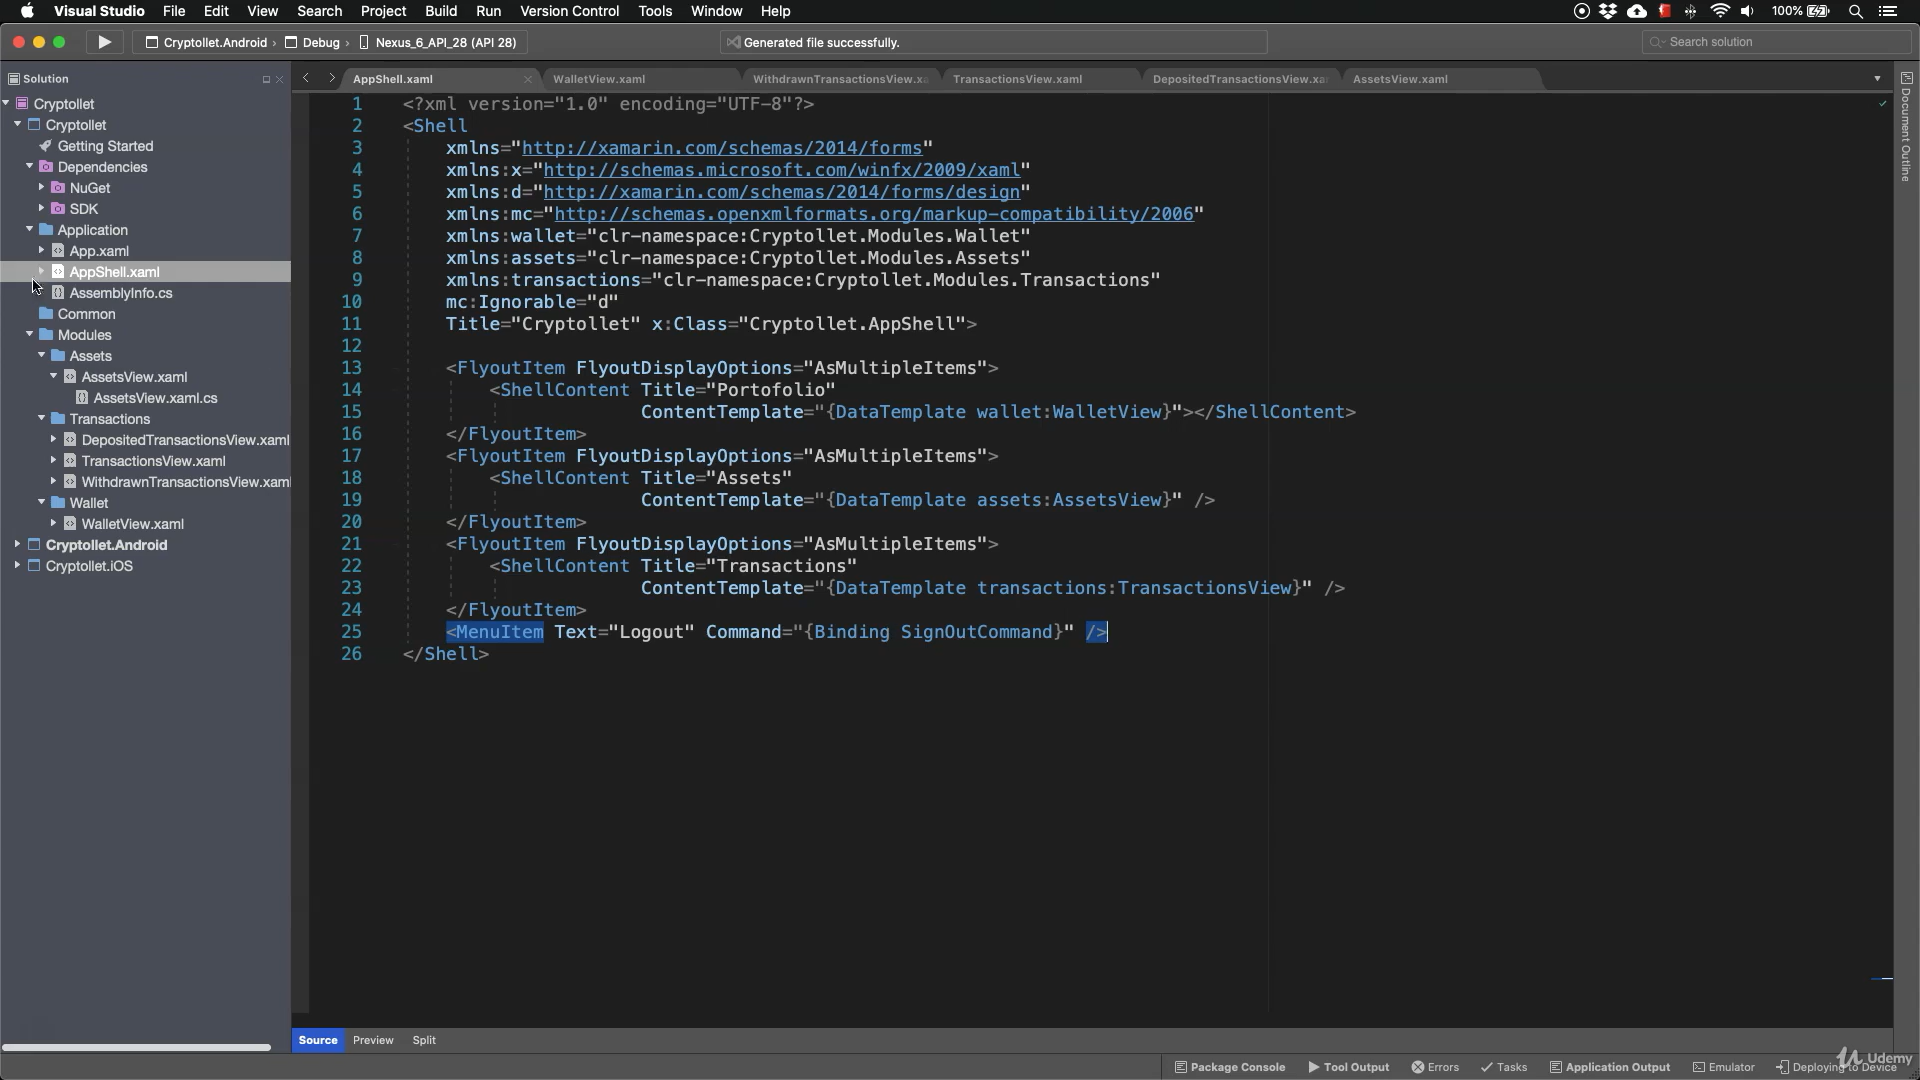 Visual Studio File Edit View Search Project Build Run Version Control Tools Window Help 100%
Cryptollet.Android › Debug › Nexus_6_API_28 (API 28) Generated file successfully. Search solution
Solution
AppShell.xaml WalletView.xaml WithdrawnTransactionsView.xa TransactionsView.xaml DepositedTransactionsView.xa AssetsView.xaml
Document Outline
Cryptollet
Cryptollet
Getting Started
Dependencies
NuGet
SDK
Application
App.xaml
AppShell.xaml
AssemblyInfo.cs
Common
Modules
Assets
AssetsView.xaml
AssetsView.xaml.cs
Transactions
DepositedTransactionsView.xaml
TransactionsView.xaml
WithdrawnTransactionsView.xaml
Wallet
WalletView.xaml
Cryptollet.Android
Cryptollet.iOS
1 <?xml version="1.0" encoding="UTF-8"?>
2 <Shell
3 xmlns="http://xamarin.com/schemas/2014/forms"
4 xmlns:x="http://schemas.microsoft.com/winfx/2009/xaml"
5 xmlns:d="http://xamarin.com/schemas/2014/forms/design"
6 xmlns:mc="http://schemas.openxmlformats.org/markup-compatibility/2006"
7 xmlns:wallet="clr-namespace:Cryptollet.Modules.Wallet"
8 xmlns:assets="clr-namespace:Cryptollet.Modules.Assets"
9 xmlns:transactions="clr-namespace:Cryptollet.Modules.Transactions"
10 mc:Ignorable="d"
11 Title="Cryptollet" x:Class="Cryptollet.AppShell">
12
13 <FlyoutItem FlyoutDisplayOptions="AsMultipleItems">
14 <ShellContent Title="Portofolio"
15 ContentTemplate="{DataTemplate wallet:WalletView}"></ShellContent>
16 </FlyoutItem>
17 <FlyoutItem FlyoutDisplayOptions="AsMultipleItems">
18 <ShellContent Title="Assets"
19 ContentTemplate="{DataTemplate assets:AssetsView}" />
20 </FlyoutItem>
21 <FlyoutItem FlyoutDisplayOptions="AsMultipleItems">
22 <ShellContent Title="Transactions"
23 ContentTemplate="{DataTemplate transactions:TransactionsView}" />
24 </FlyoutItem>
25 <MenuItem Text="Logout" Command="{Binding SignOutCommand}" />
26 </Shell>
Source Preview Split
Package Console Tool Output Errors Tasks Application Output Emulator Deploying to Device
Udemy